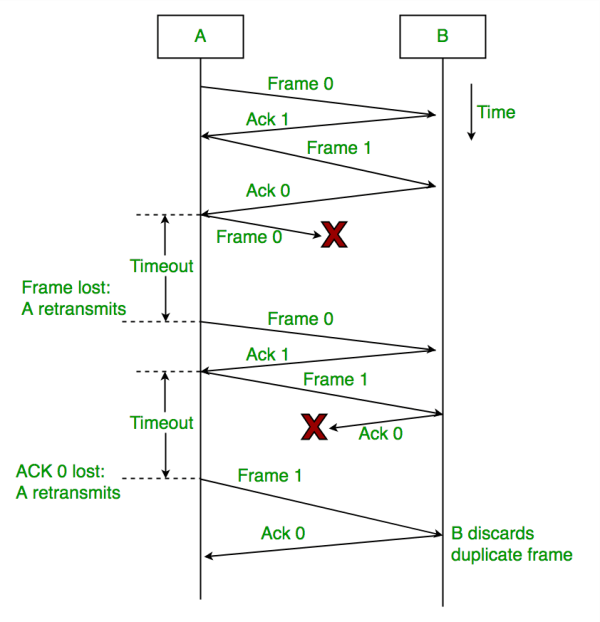 A
B
Frame 0
Time
Ack 1
Frame 1
Ack 0
Frame 0
X
Timeout
Frame lost:
A retransmits
Frame 0
Ack 1
Frame 1
Timeout
X
Ack 0
ACK 0 lost:
A retransmits
Frame 1
Ack 0
B discards
duplicate frame